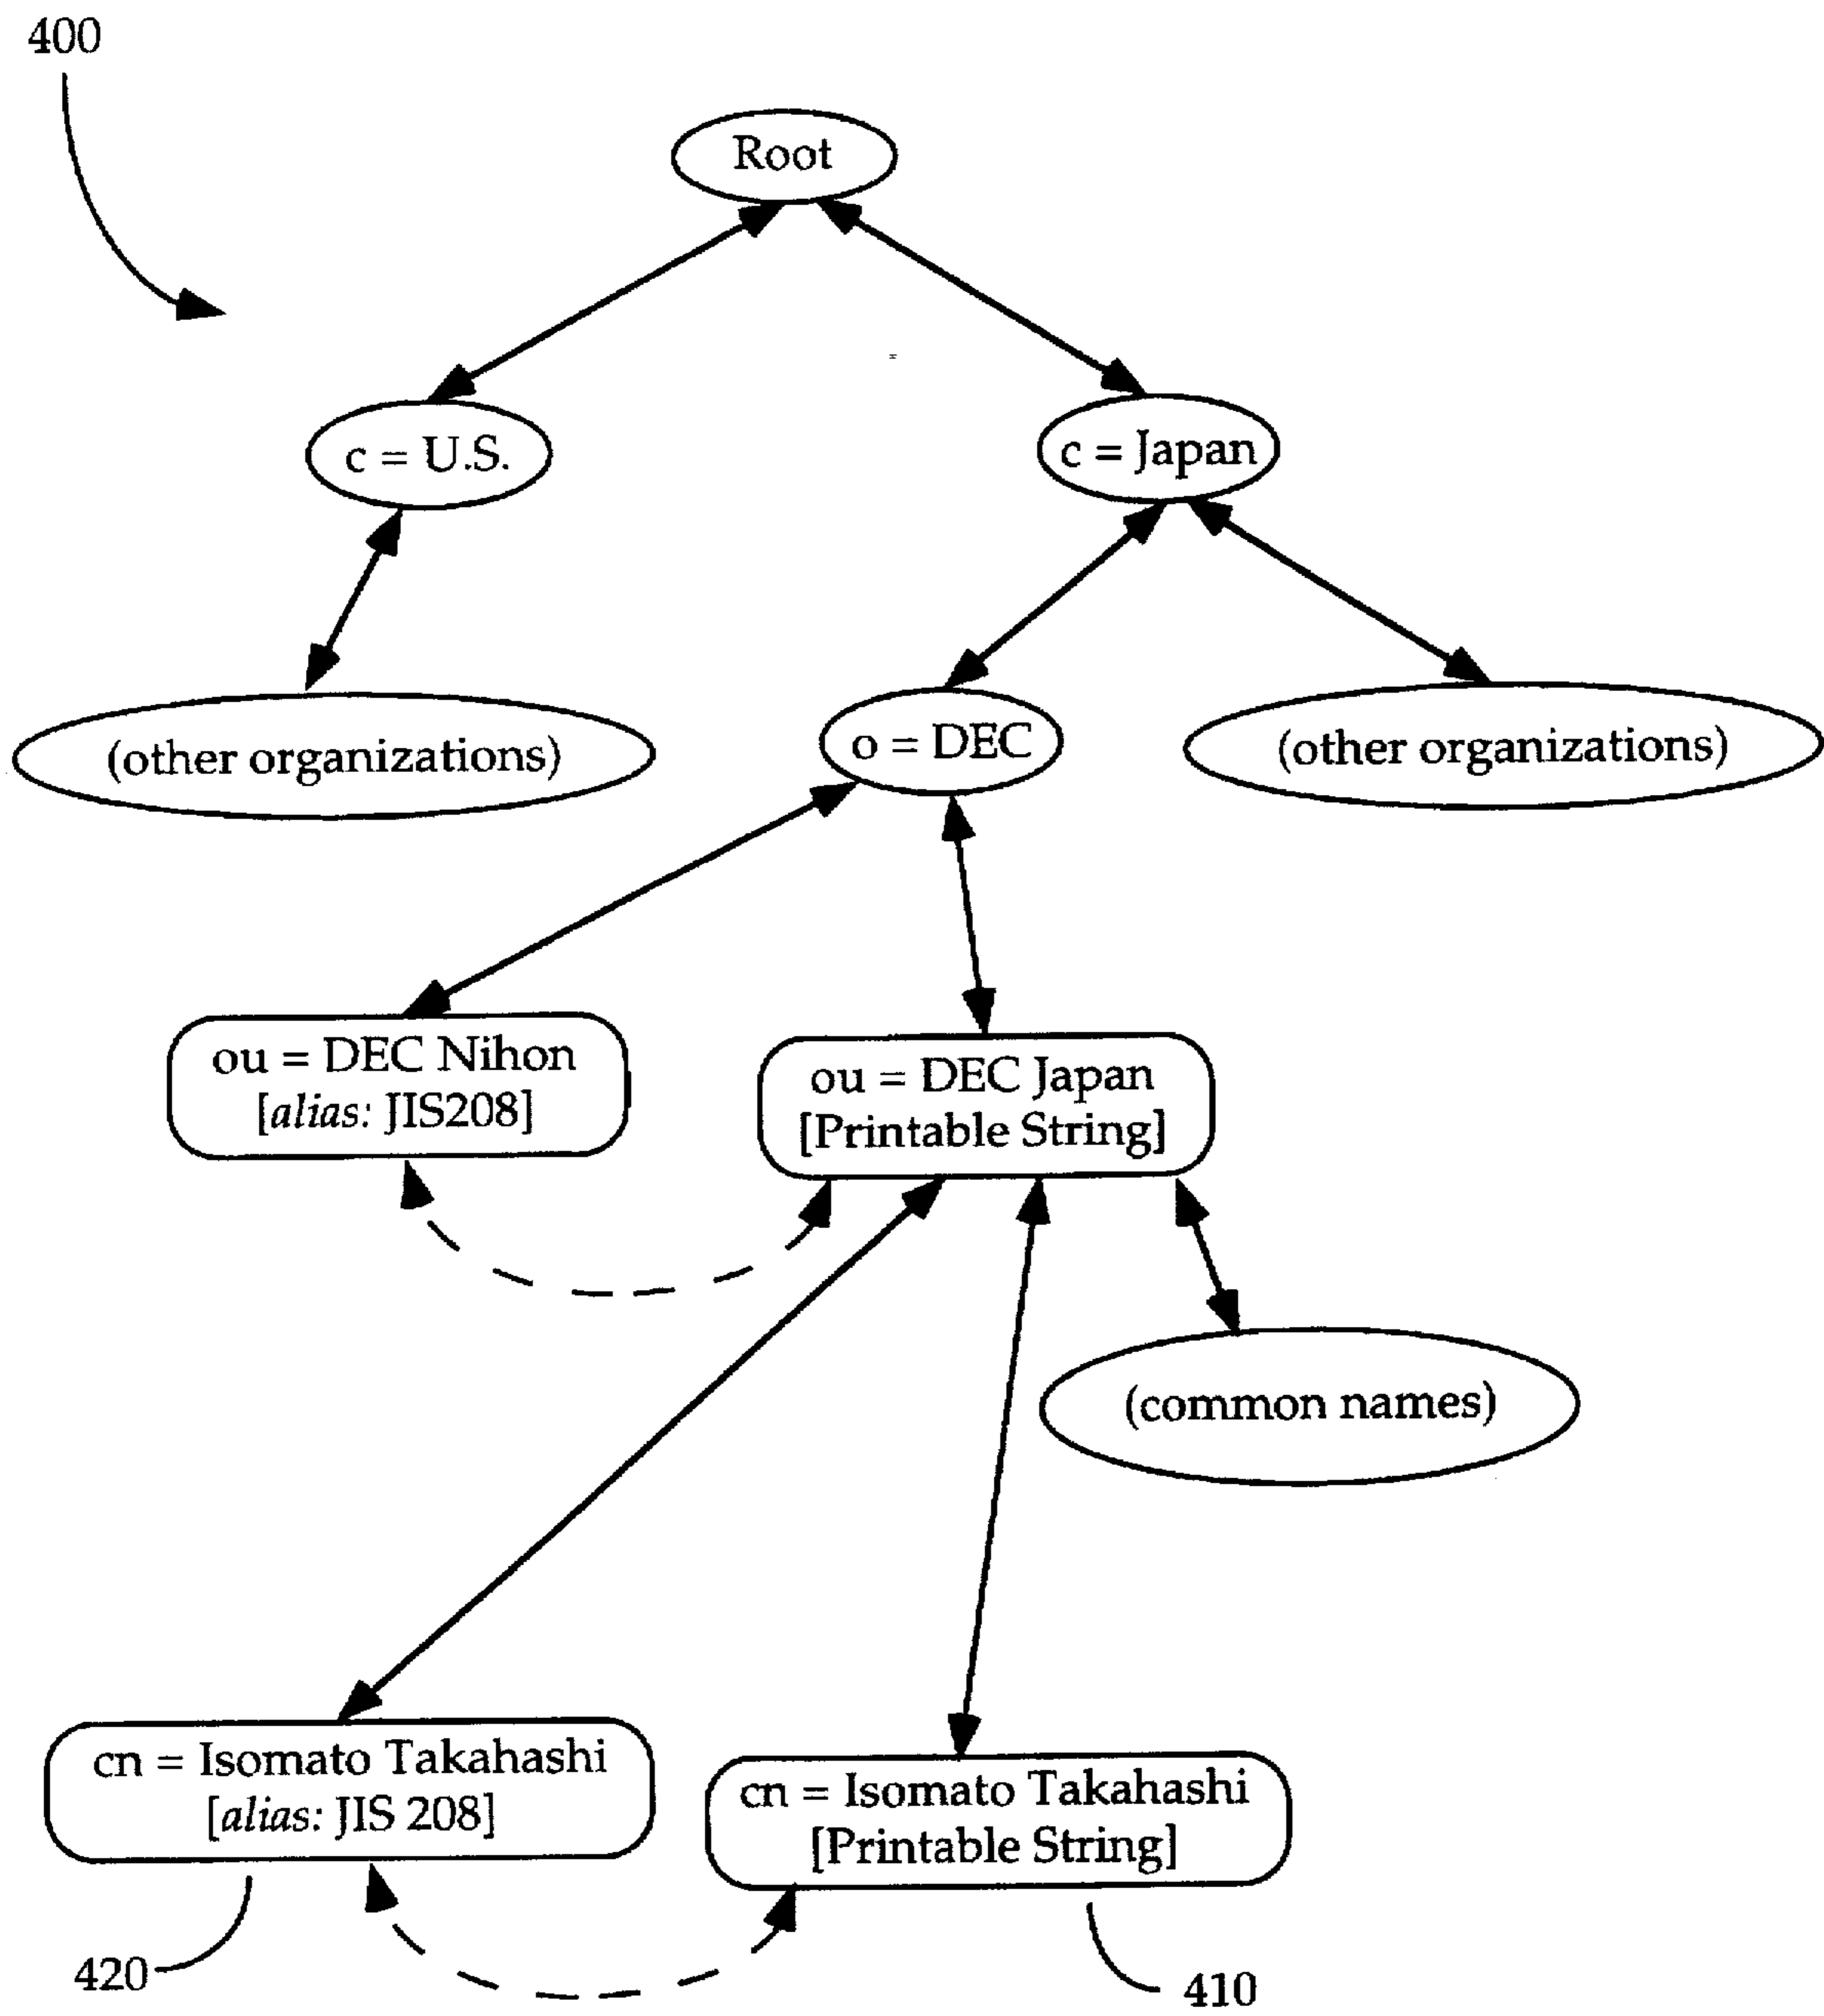 400
Root
c = U.S.
c = Japan
(other organizations)
o = DEC
(other organizations)
ou = DEC Nihon
[alias: JIS208]
ou = DEC Japan
[Printable String]
(common names)
cn = Isomato Takahashi
[alias: JIS 208]
cn = Isomato Takahashi
[Printable String]
420
410